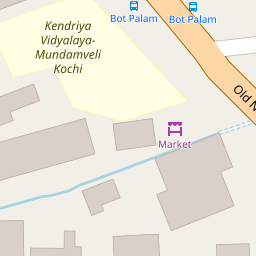 Bot Palam
Bot Palam
Kendriya
Vidyalaya-
Mundamveli
Kochi
Old N
Market